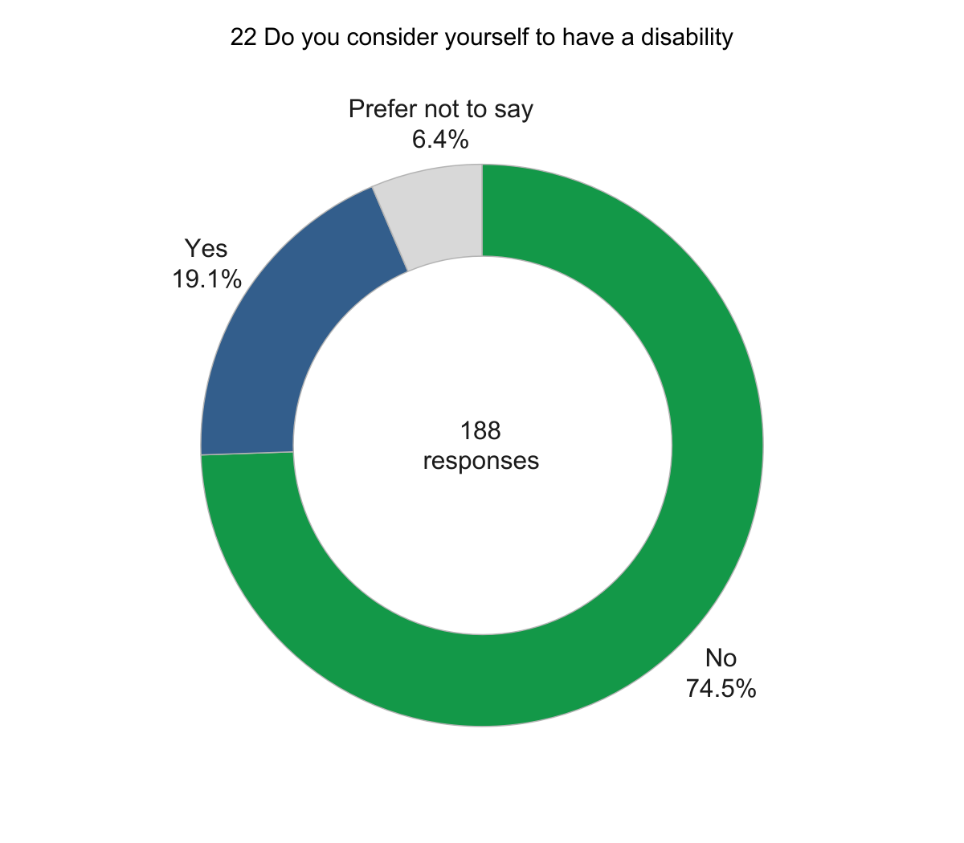 22 Do you consider yourself to have a disability
Prefer not to say
6.4%
Yes
19.1%
188
responses
No
74.5%